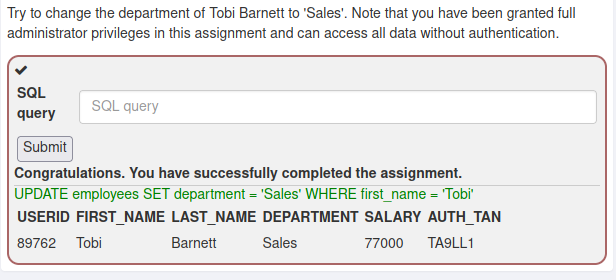 Try to change the department of Tobi Barnett to 'Sales'. Note that you have been granted full
administrator privileges in this assignment and can access all data without authentication.
✔
SQL
query
SQL query
Submit
Congratulations. You have successfully completed the assignment.
UPDATE employees SET department = 'Sales' WHERE first_name = 'Tobi'
USERID FIRST_NAME LAST_NAME DEPARTMENT SALARY AUTH_TAN
89762 Tobi Barnett Sales 77000 TA9LL1